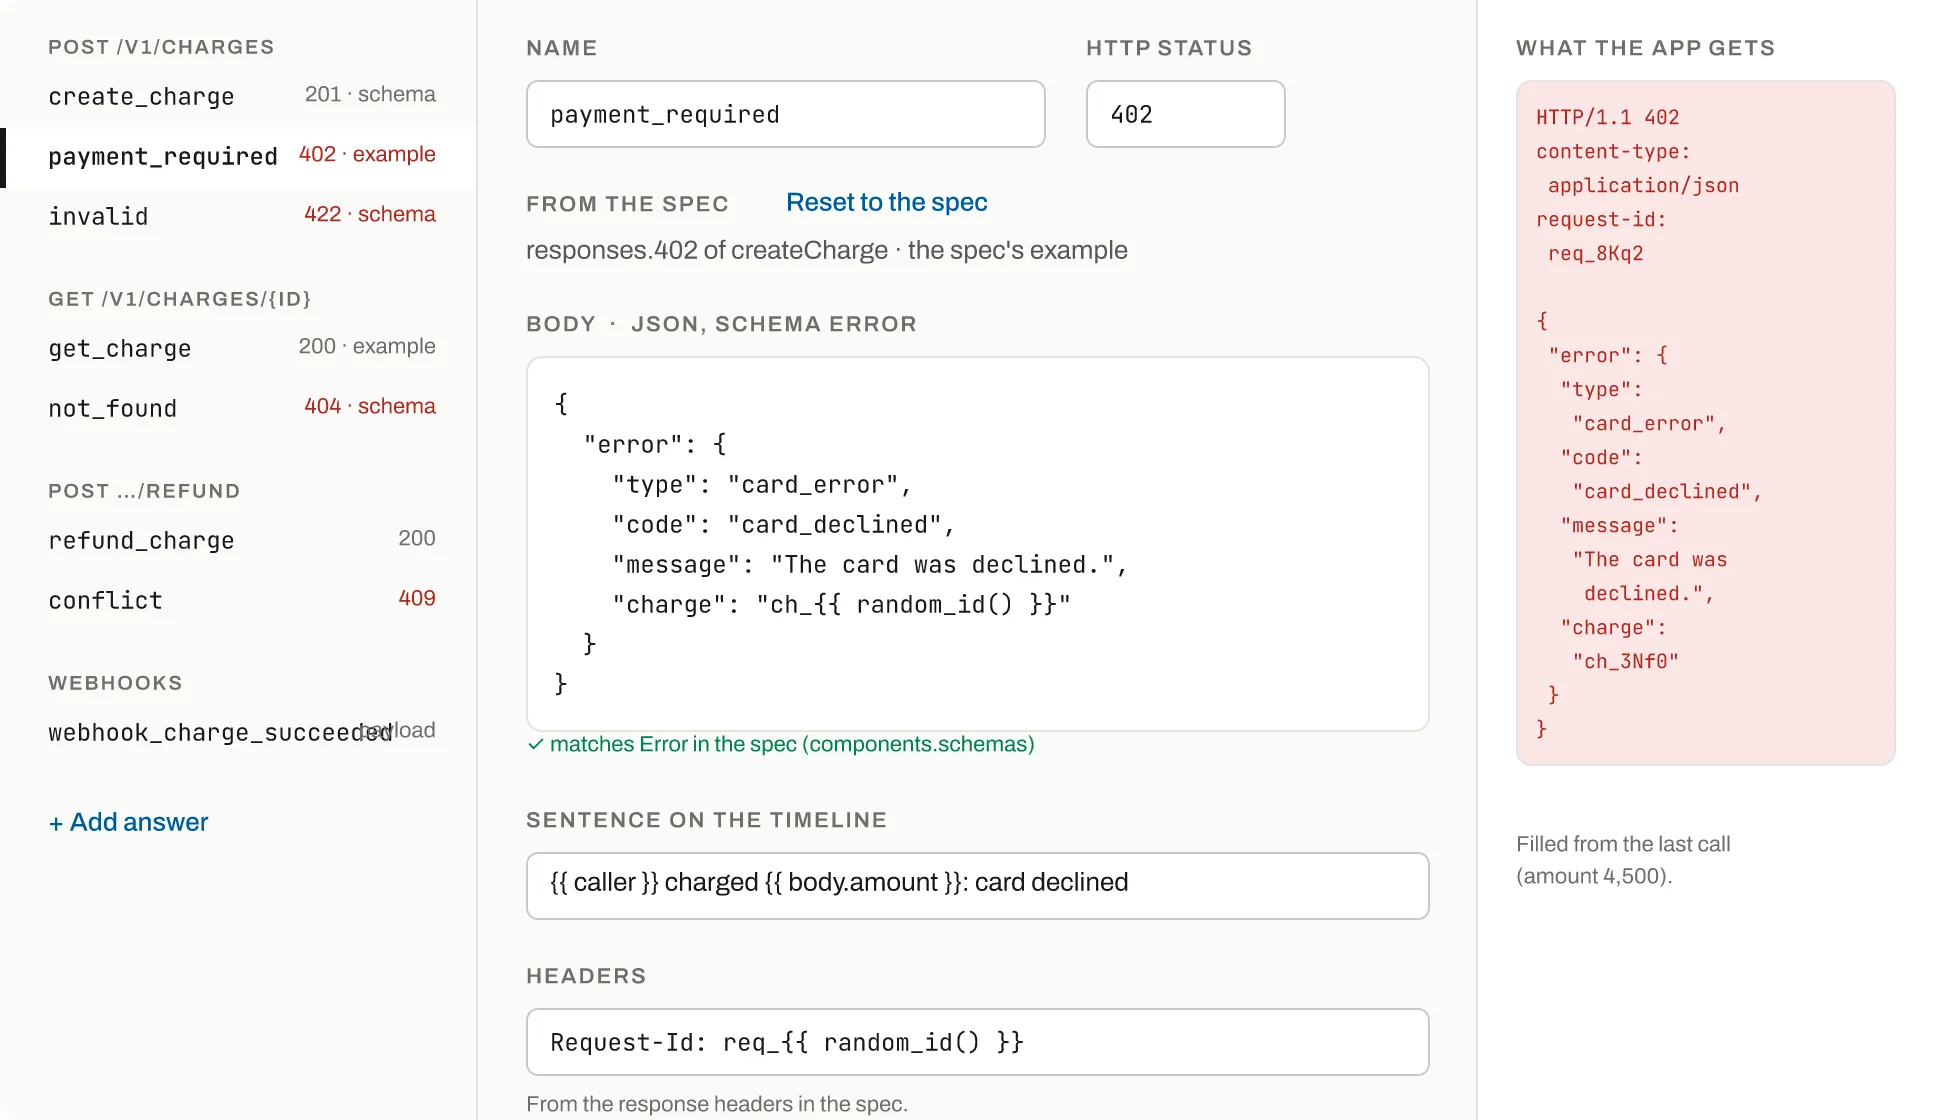 POST /V1/CHARGES
create_charge 201 · schema
payment_required 402 · example
invalid 422 · schema
GET /V1/CHARGES/{ID}
get_charge 200 · example
not_found 404 · schema
POST .../REFUND
refund_charge 200
conflict 409
WEBHOOKS
webhook_charge_succeeded payload
+ Add answer
NAME
payment_required
HTTP STATUS
402
FROM THE SPEC Reset to the spec
responses.402 of createCharge · the spec's example
BODY · JSON, SCHEMA ERROR
{
"error": {
"type": "card_error",
"code": "card_declined",
"message": "The card was declined.",
"charge": "ch_{{ random_id() }}"
}
}
✓ matches Error in the spec (components.schemas)
SENTENCE ON THE TIMELINE
{{ caller }} charged {{ body.amount }}: card declined
HEADERS
Request-Id: req_{{ random_id() }}
From the response headers in the spec.
WHAT THE APP GETS
HTTP/1.1 402
content-type:
application/json
request-id:
req_8Kq2
{
"error": {
"type":
"card_error",
"code":
"card_declined",
"message":
"The card was
declined.",
"charge":
"ch_3Nf0"
}
}
Filled from the last call
(amount 4,500).